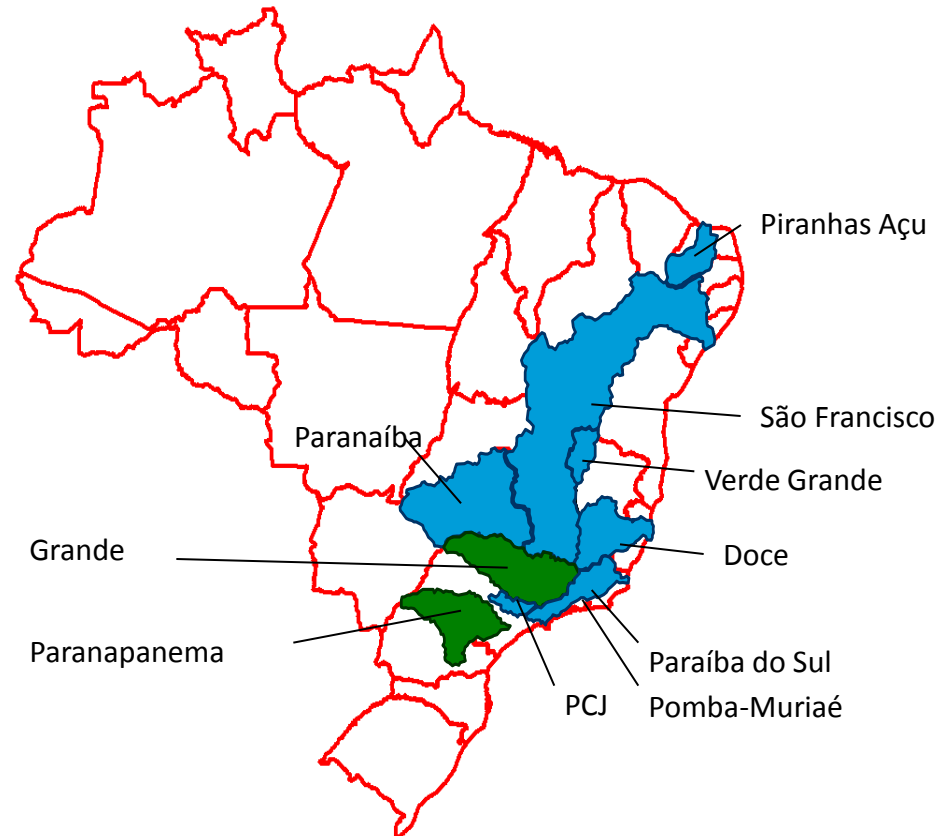 Piranhas Açu
São Francisco
Paranaíba
Verde Grande
Grande
Doce
Paranapanema
Paraíba do Sul
PCJ
Pomba-Muriaé